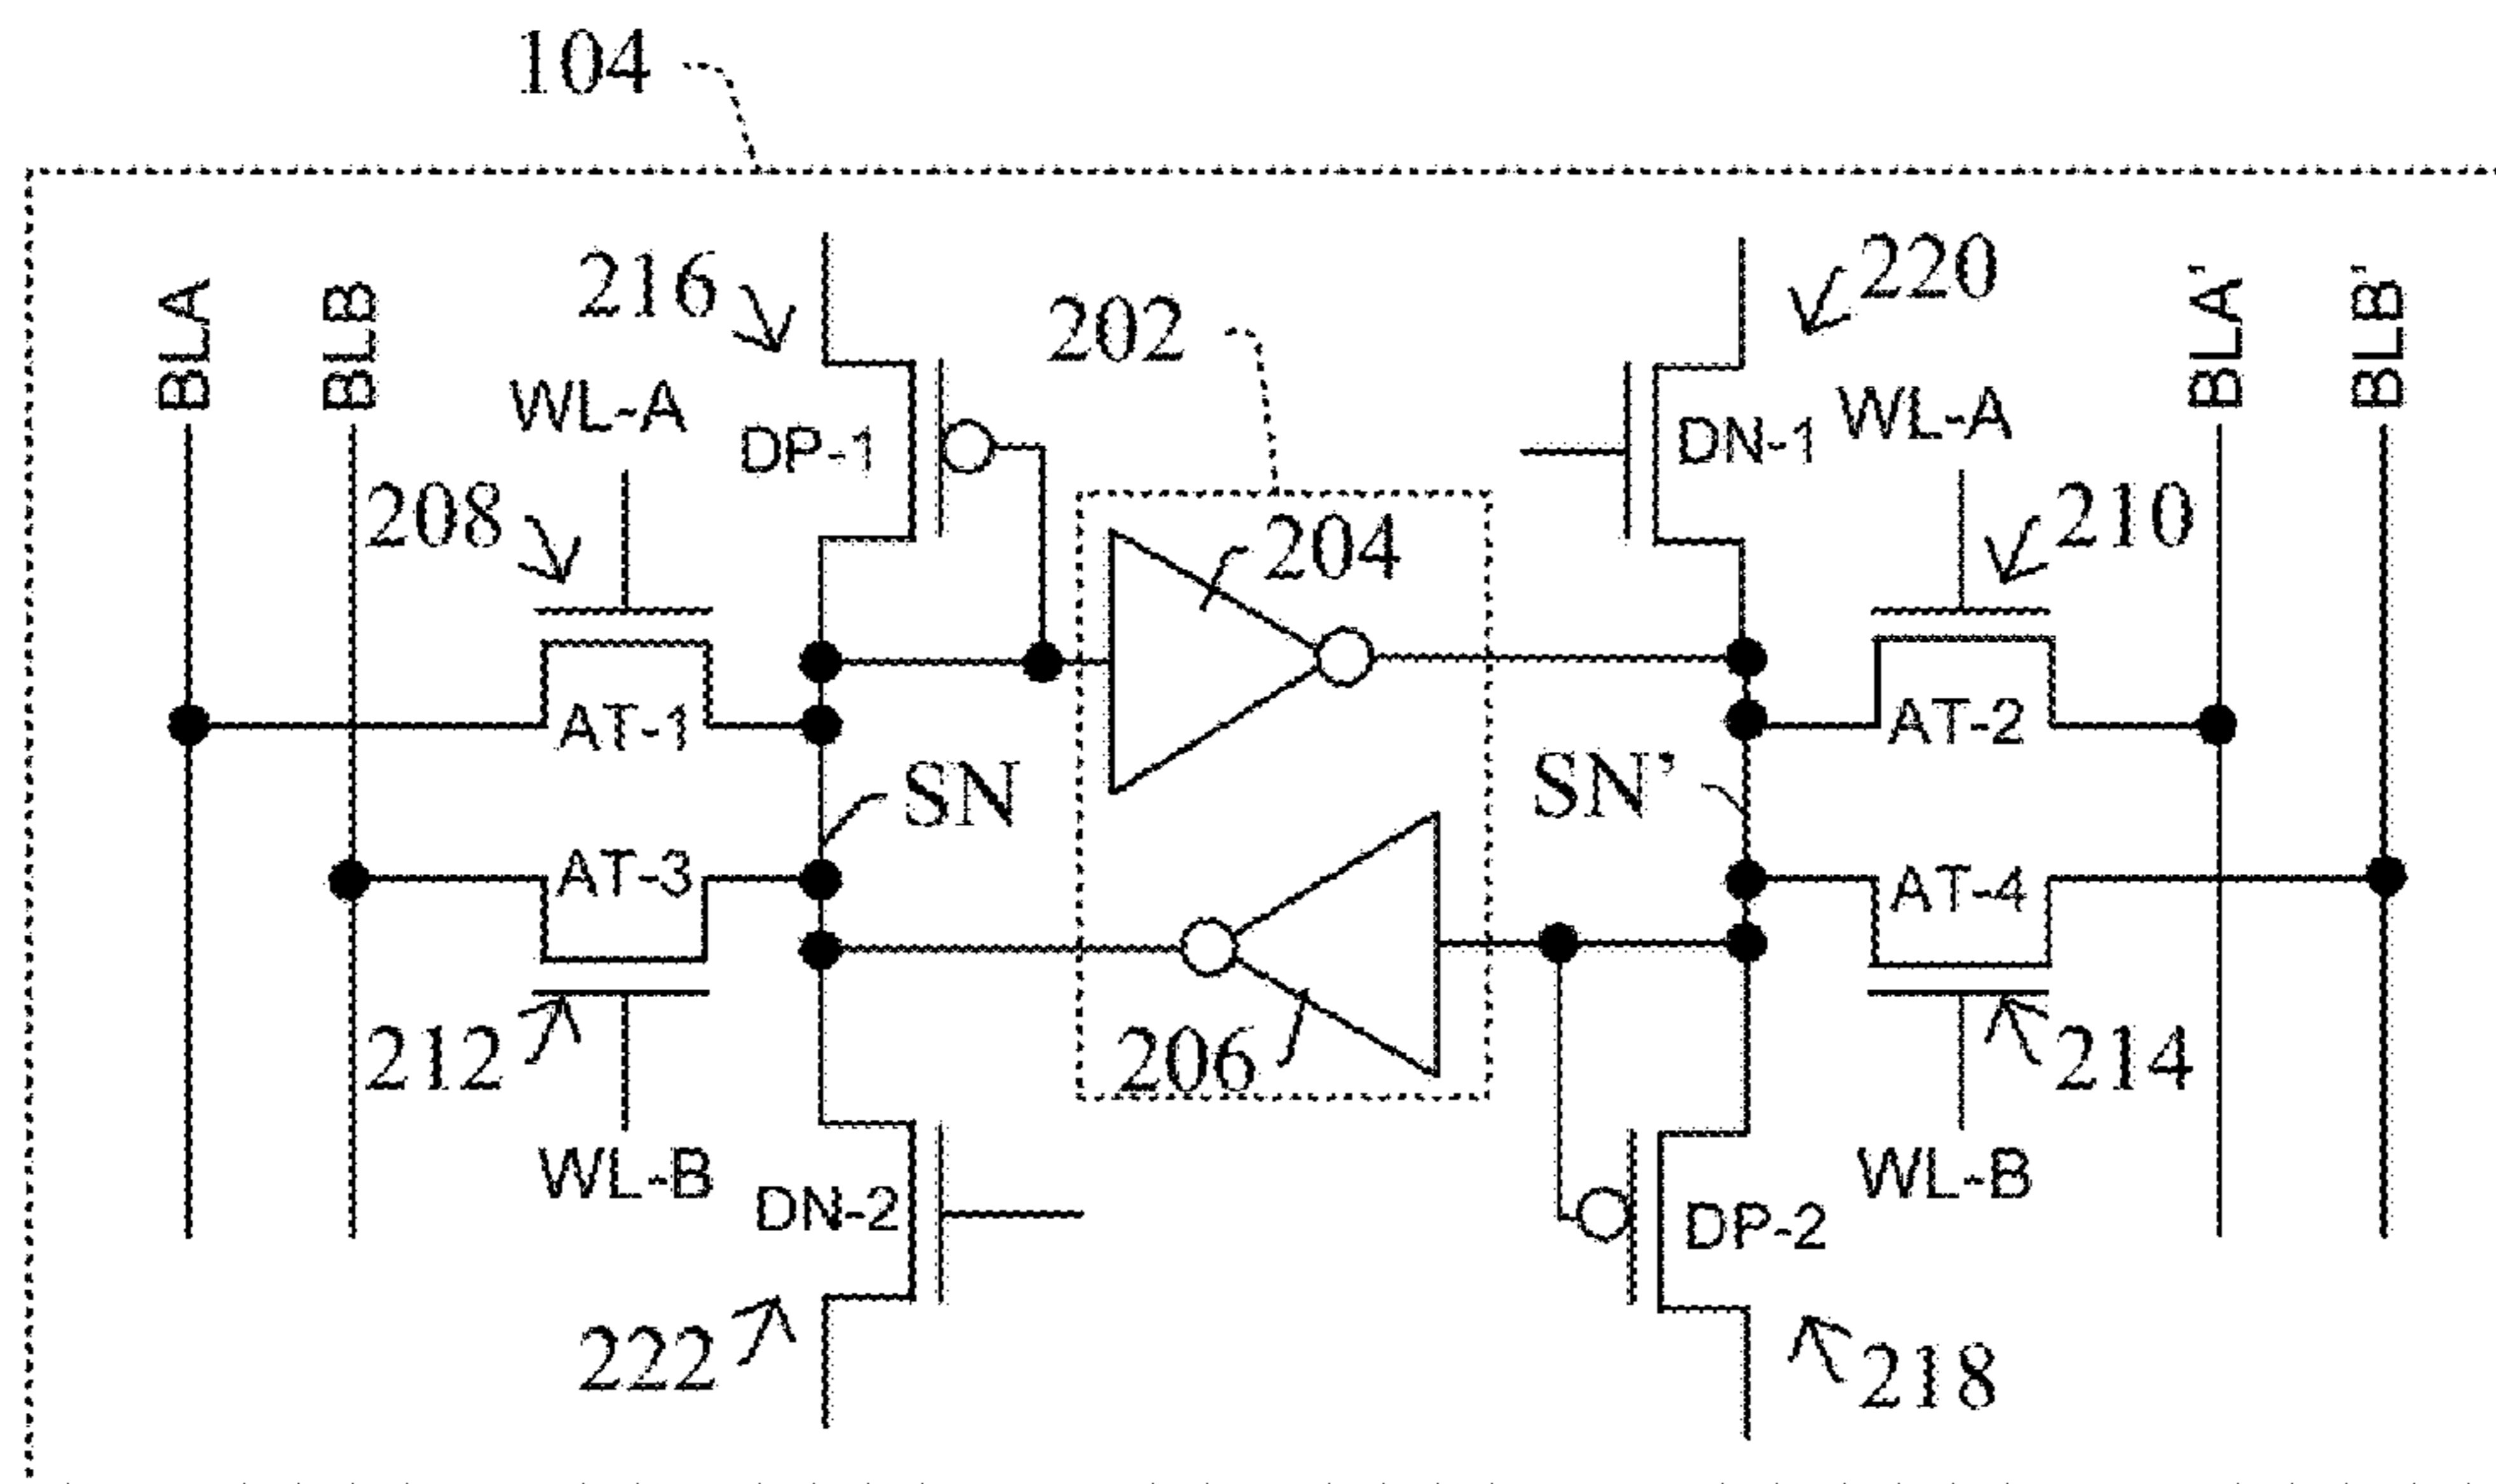 104
216
220
202
BLA
BLB
BLA'
BLB'
WL-A
WL-A
DP-1
DN-1
208
210
204
AT-1
AT-2
SN
SN’
AT-3
AT-4
212
206
214
WL-B
WL-B
DN-2
DP-2
222
218